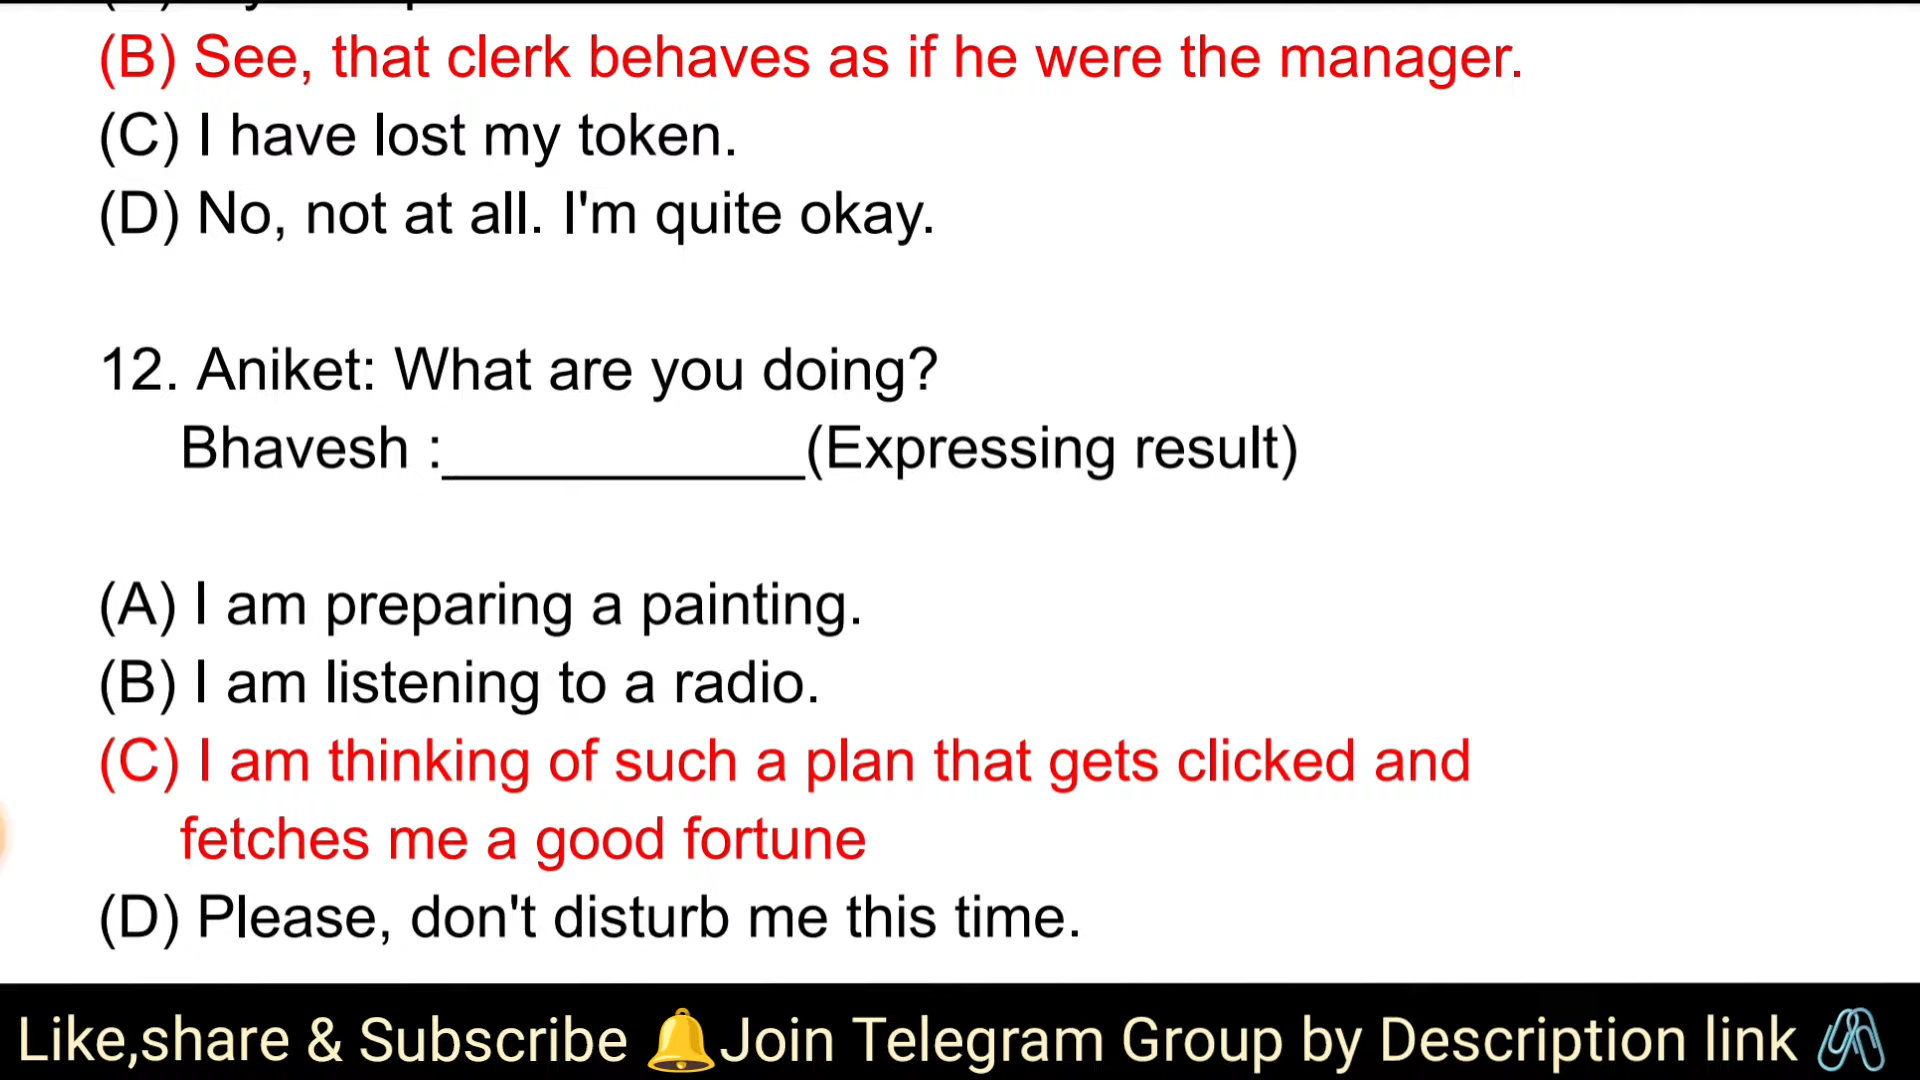 (B) See, that clerk behaves as if he were the manager.
(C) I have lost my token.
(D) No, not at all. I'm quite okay.
12. Aniket: What are you doing?
Bhavesh :____________(Expressing result)
(A) I am preparing a painting.
(B) I am listening to a radio.
(C) I am thinking of such a plan that gets clicked and
fetches me a good fortune
(D) Please, don't disturb me this time.
Like,share & Subscribe 🔔Join Telegram Group by Description link 🖇️